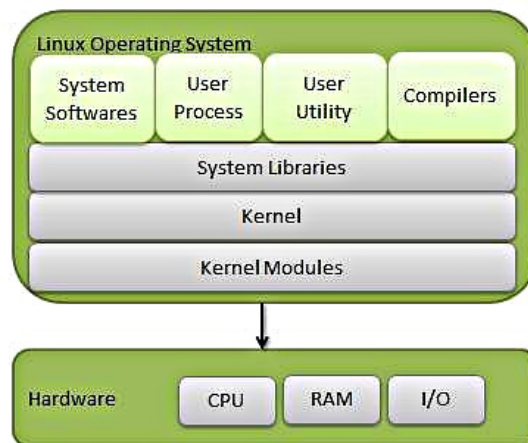 Linux Operating System
System
Softwares
User
Process
User
Utility
Compilers
System Libraries
Kernel
Kernel Modules
Hardware
CPU
RAM
I/O